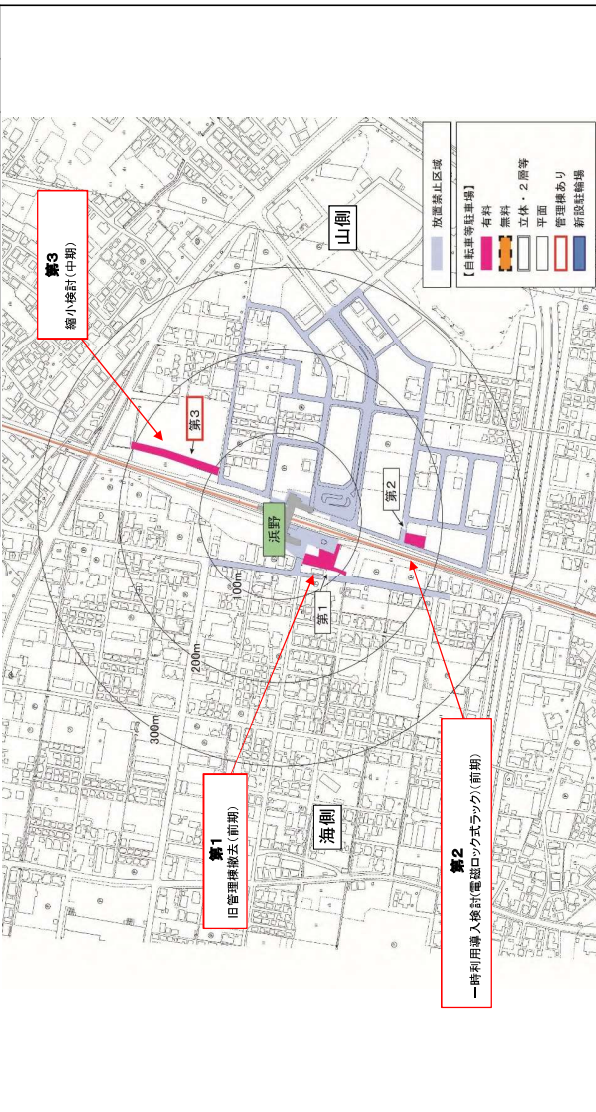 第3
縮小検討(中期)
山側
第3
浜野
第1
第2
100m
200m
300m
第1
旧管理棟撤去(前期)
海側
第2
一時利用導入検討(電磁ロック式ラック)(前期)
放置禁止区域
【自転車等駐車場】
有料
無料
立体・2層等
平面
管理棟あり
新設駐輪場